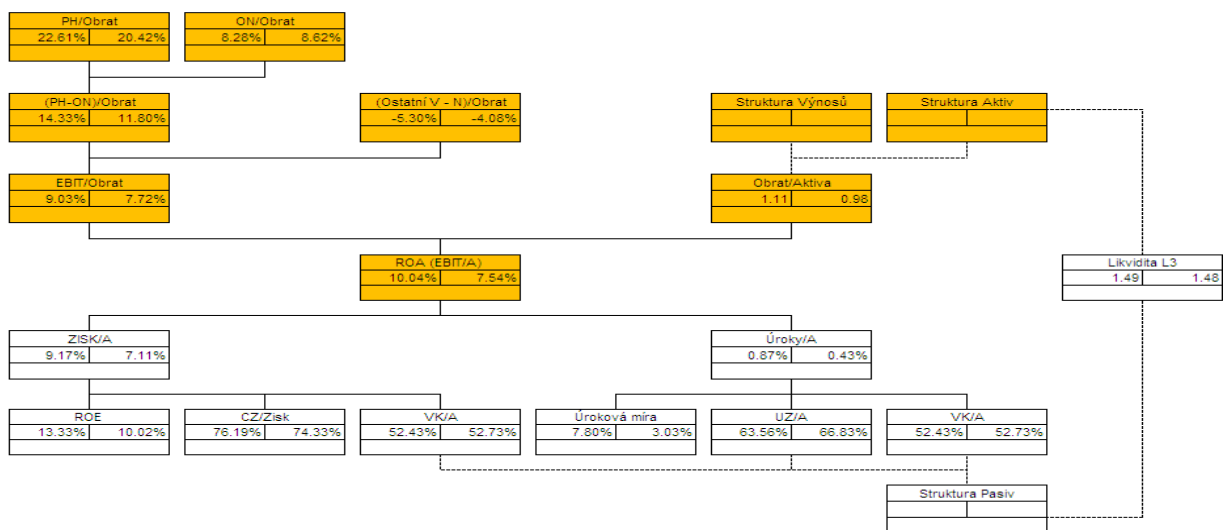 PH/Obrat ON/Obrat
22.61% 20.42% 8.28% 8.62%
(PH-ON)/Obrat (Ostatní V - N)/Obrat Struktura Výnosů Struktura Aktiv
14.33% 11.80% -5.30% -4.08%
EBIT/Obrat Obrat/Aktiva
9.03% 7.72% 1.11 0.98
ROA (EBIT/A) Likvidita L3
10.04% 7.54% 1.49 1.48
ZISK/A Úroky/A
9.17% 7.11% 0.87% 0.43%
ROE CZ/Zisk VK/A Úroková míra UZ/A VK/A
13.33% 10.02% 76.19% 74.33% 52.43% 52.73% 7.80% 3.03% 63.56% 66.83% 52.43% 52.73%
Struktura Pasiv